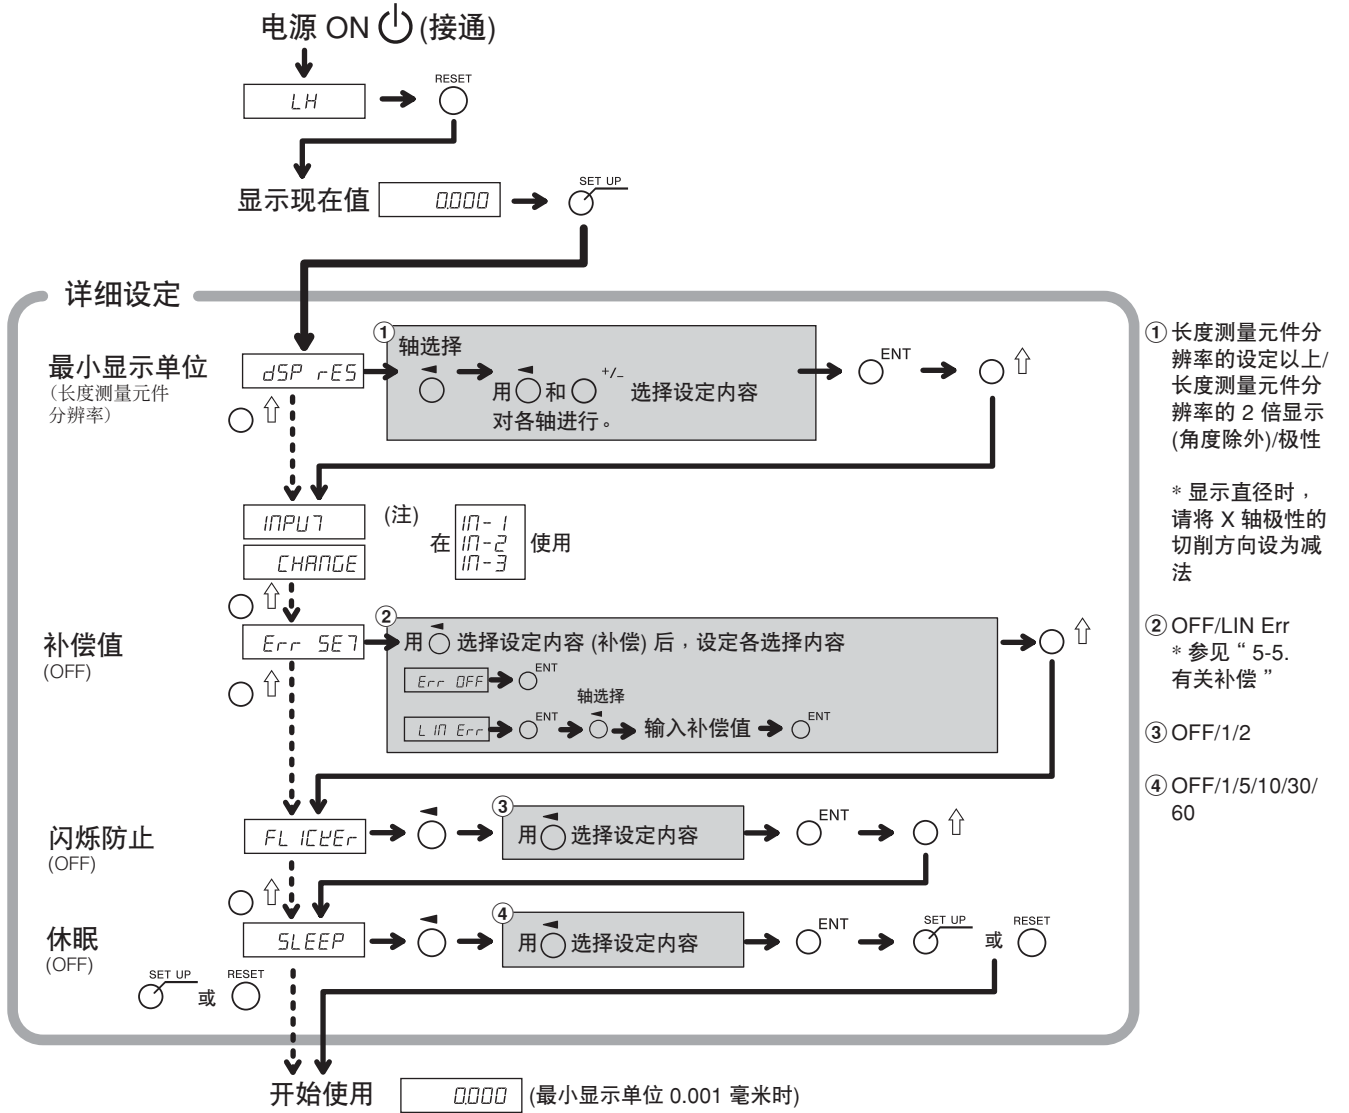 电源 ON (接通)
LH
RESET
显示现在值
0.000
SET UP
详细设定
最小显示单位
(长度测量元件
分辨率)
dSP rES
① 轴选择
用 和 +/− 选择设定内容
对各轴进行。
ENT
INPUT
CHANGE
(注)
在
IN-1
IN-2
IN-3
使用
补偿值
(OFF)
Err SET
② 用 选择设定内容 (补偿) 后，设定各选择内容
Err OFF
ENT
轴选择
LIN Err
ENT
输入补偿值
ENT
闪烁防止
(OFF)
FLICKEr
③ 用 选择设定内容
ENT
休眠
(OFF)
SLEEP
④ 用 选择设定内容
ENT
SET UP
或
RESET
SET UP
或
RESET
开始使用
0.000
(最小显示单位 0.001 毫米时)
① 长度测量元件分
辨率的设定以上/
长度测量元件分
辨率的 2 倍显示
(角度除外)/极性
* 显示直径时，
请将 X 轴极性的
切削方向设为减
法
② OFF/LIN Err
* 参见“ 5-5.
有关补偿 ”
③ OFF/1/2
④ OFF/1/5/10/30/
60